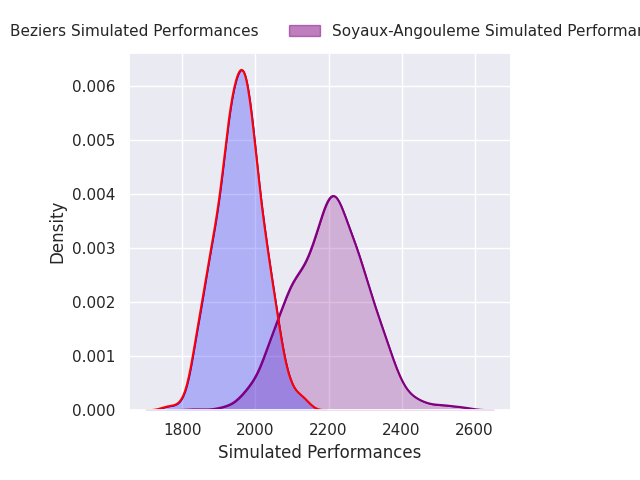 Beziers Simulated Performances
Soyaux-Angouleme Simulated
0.006
0.005
0.004
0.003
0.002
0.001
0.000
Density
1800 2000 2200 2400 2600
Simulated Performances